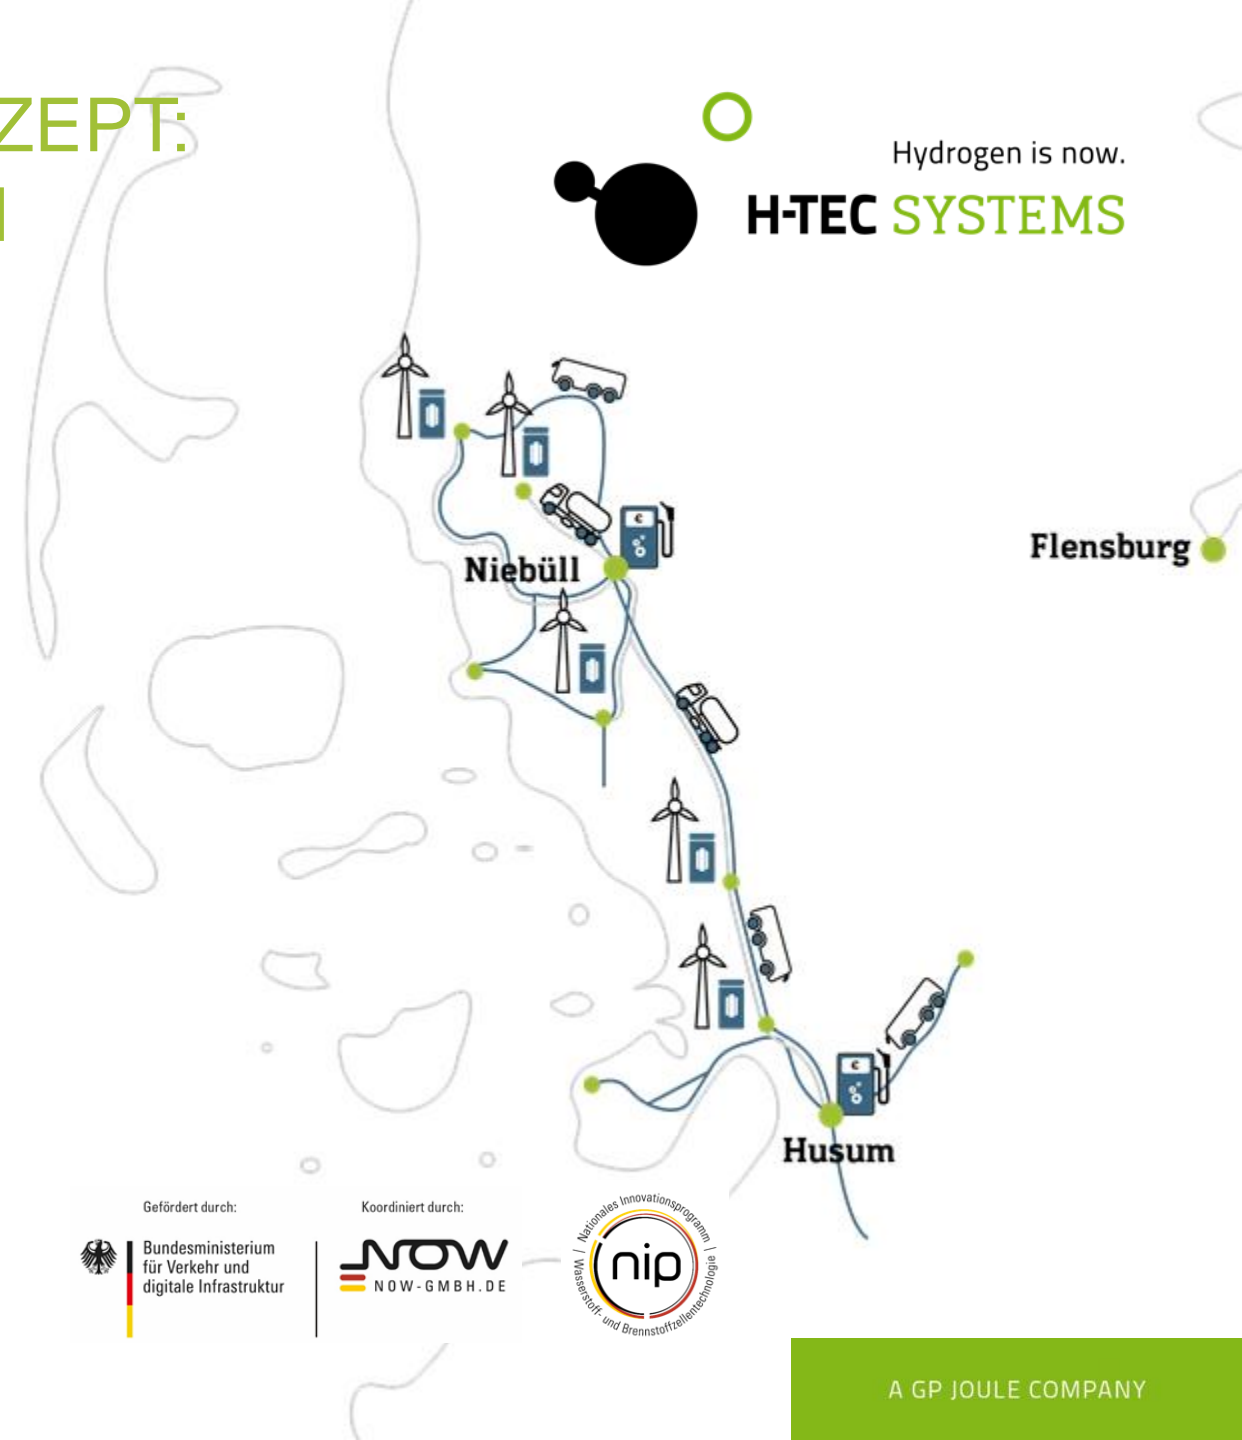 ZEPT:
Hydrogen is now.
H-TEC SYSTEMS
Niebüll
Flensburg
Husum
Gefördert durch:
Bundesministerium
für Verkehr und
digitale Infrastruktur
Koordiniert durch:
NOW
NOW-GMBH.DE
Nationales Innovationsprogramm
nip
Wasserstoff- und Brennstoffzellentechnologie
A GP JOULE COMPANY